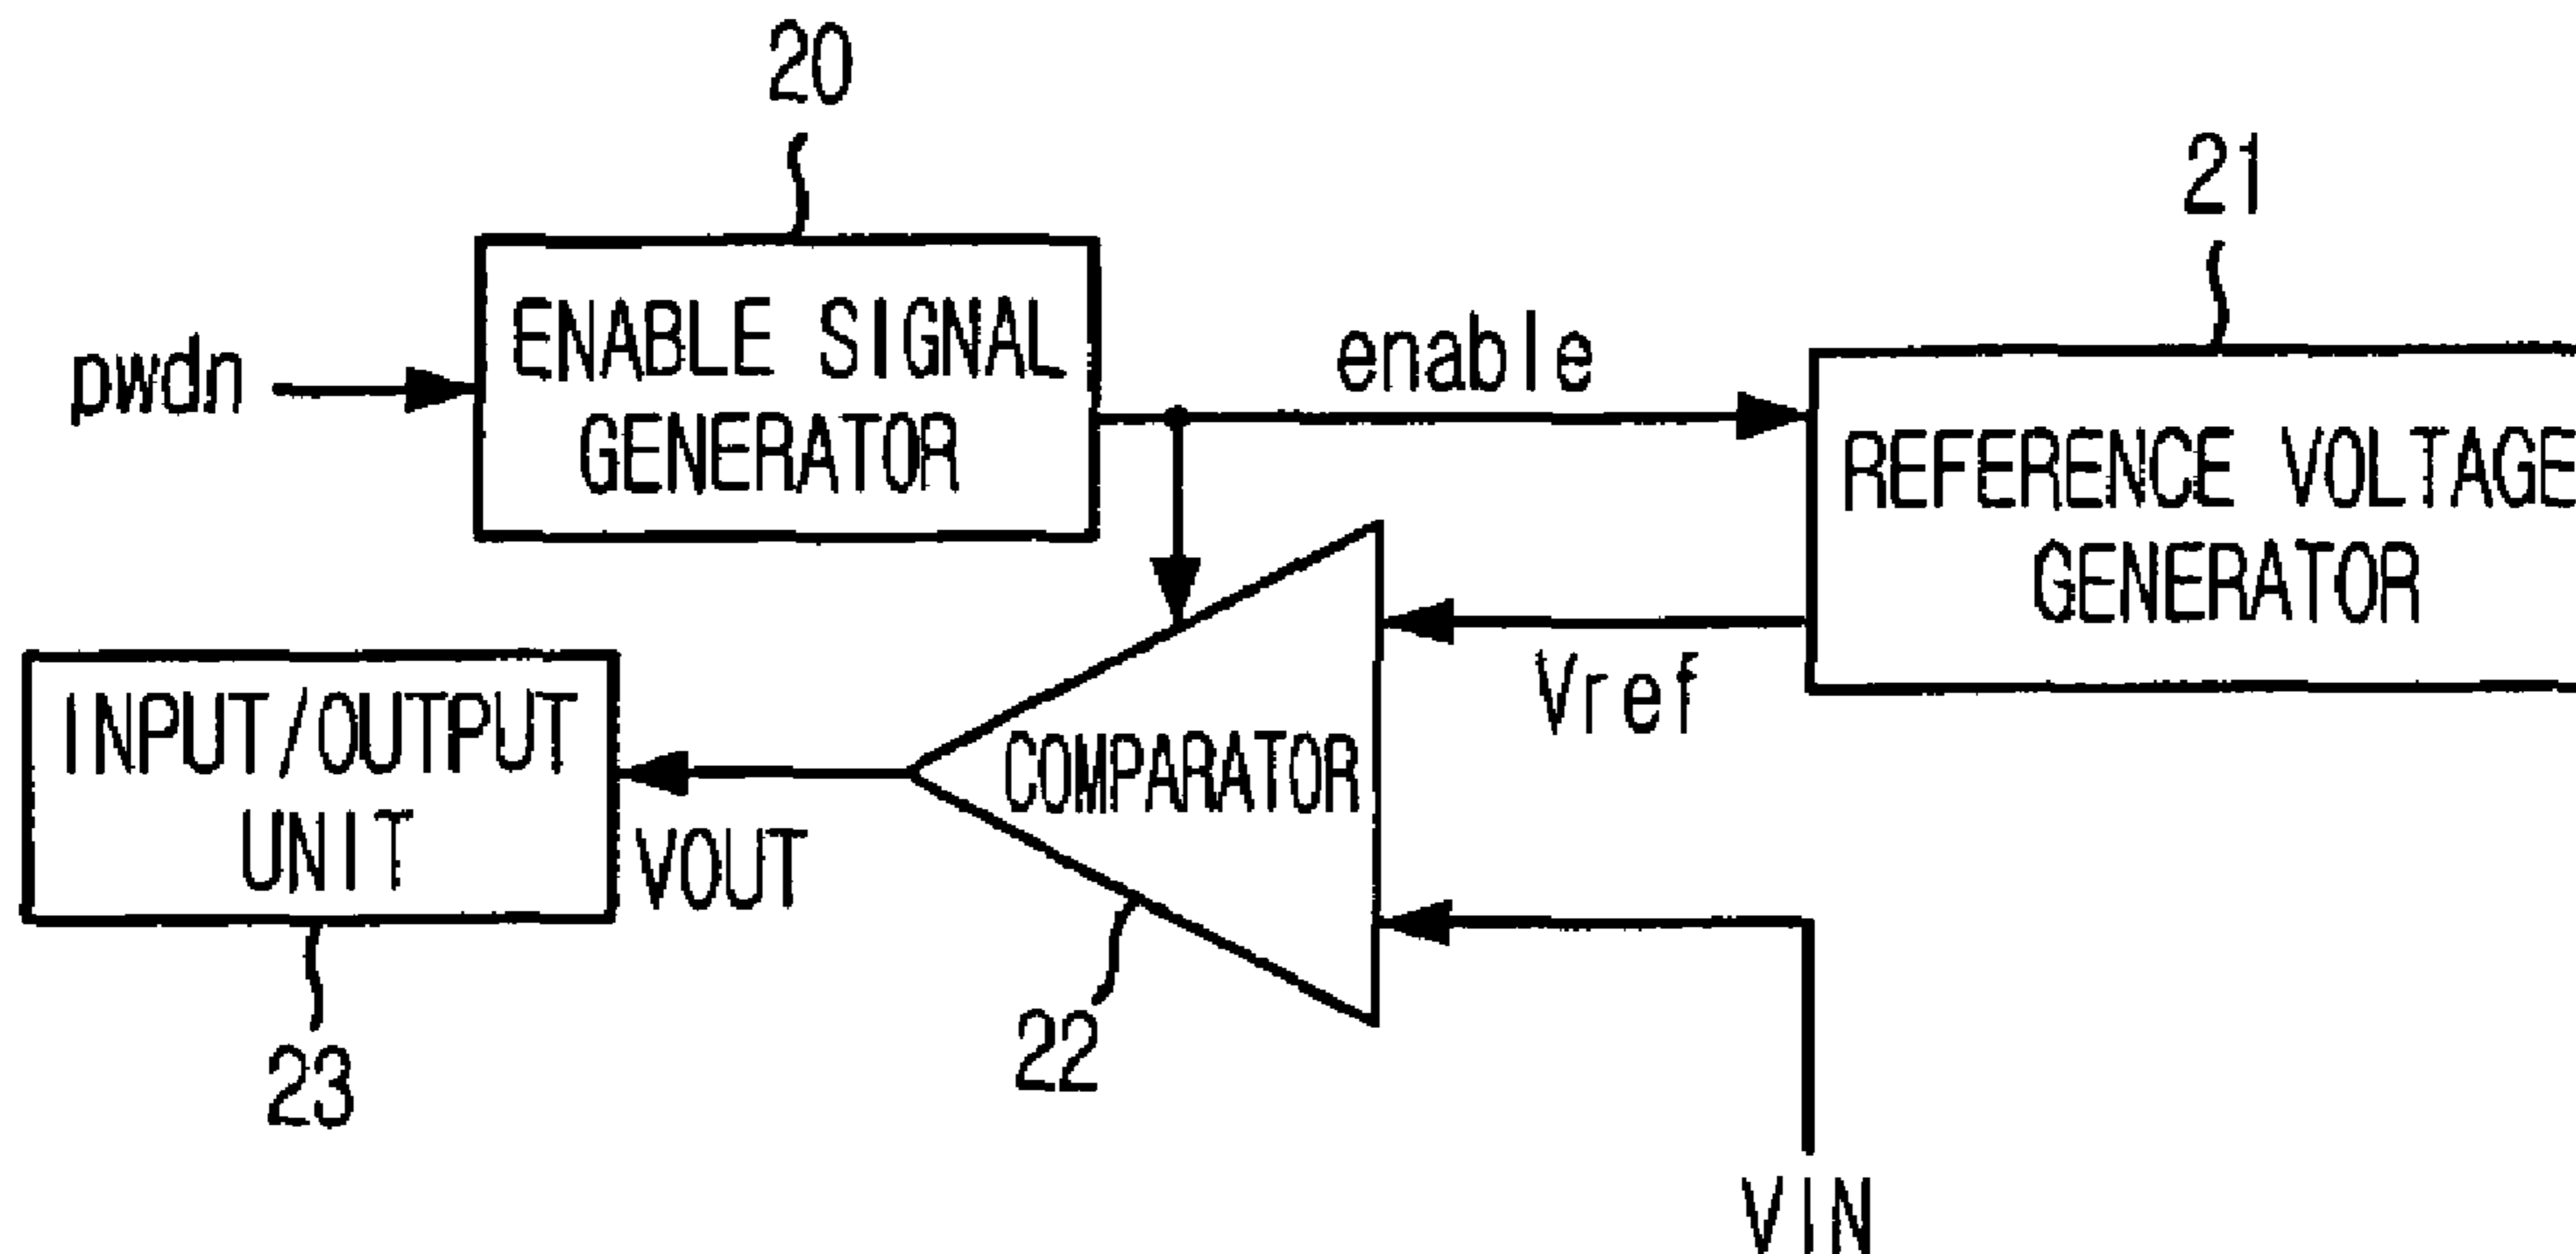 20
21
pwdn
ENABLE SIGNAL
GENERATOR
enable
REFERENCE VOLTAGE
GENERATOR
Vref
INPUT/OUTPUT
UNIT
VOUT
COMPARATOR
22
23
VIN